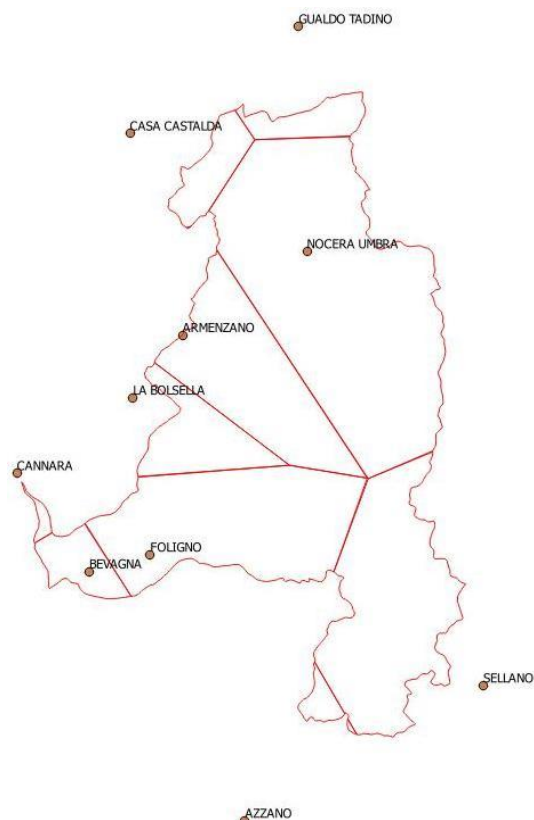 GUALDO TADINO
CASA CASTALDA
NOCERA UMBRA
ARMENZANO
LA BOLSELLA
CANNARA
FOLIGNO
BEVAGNA
SELLANO
AZZANO